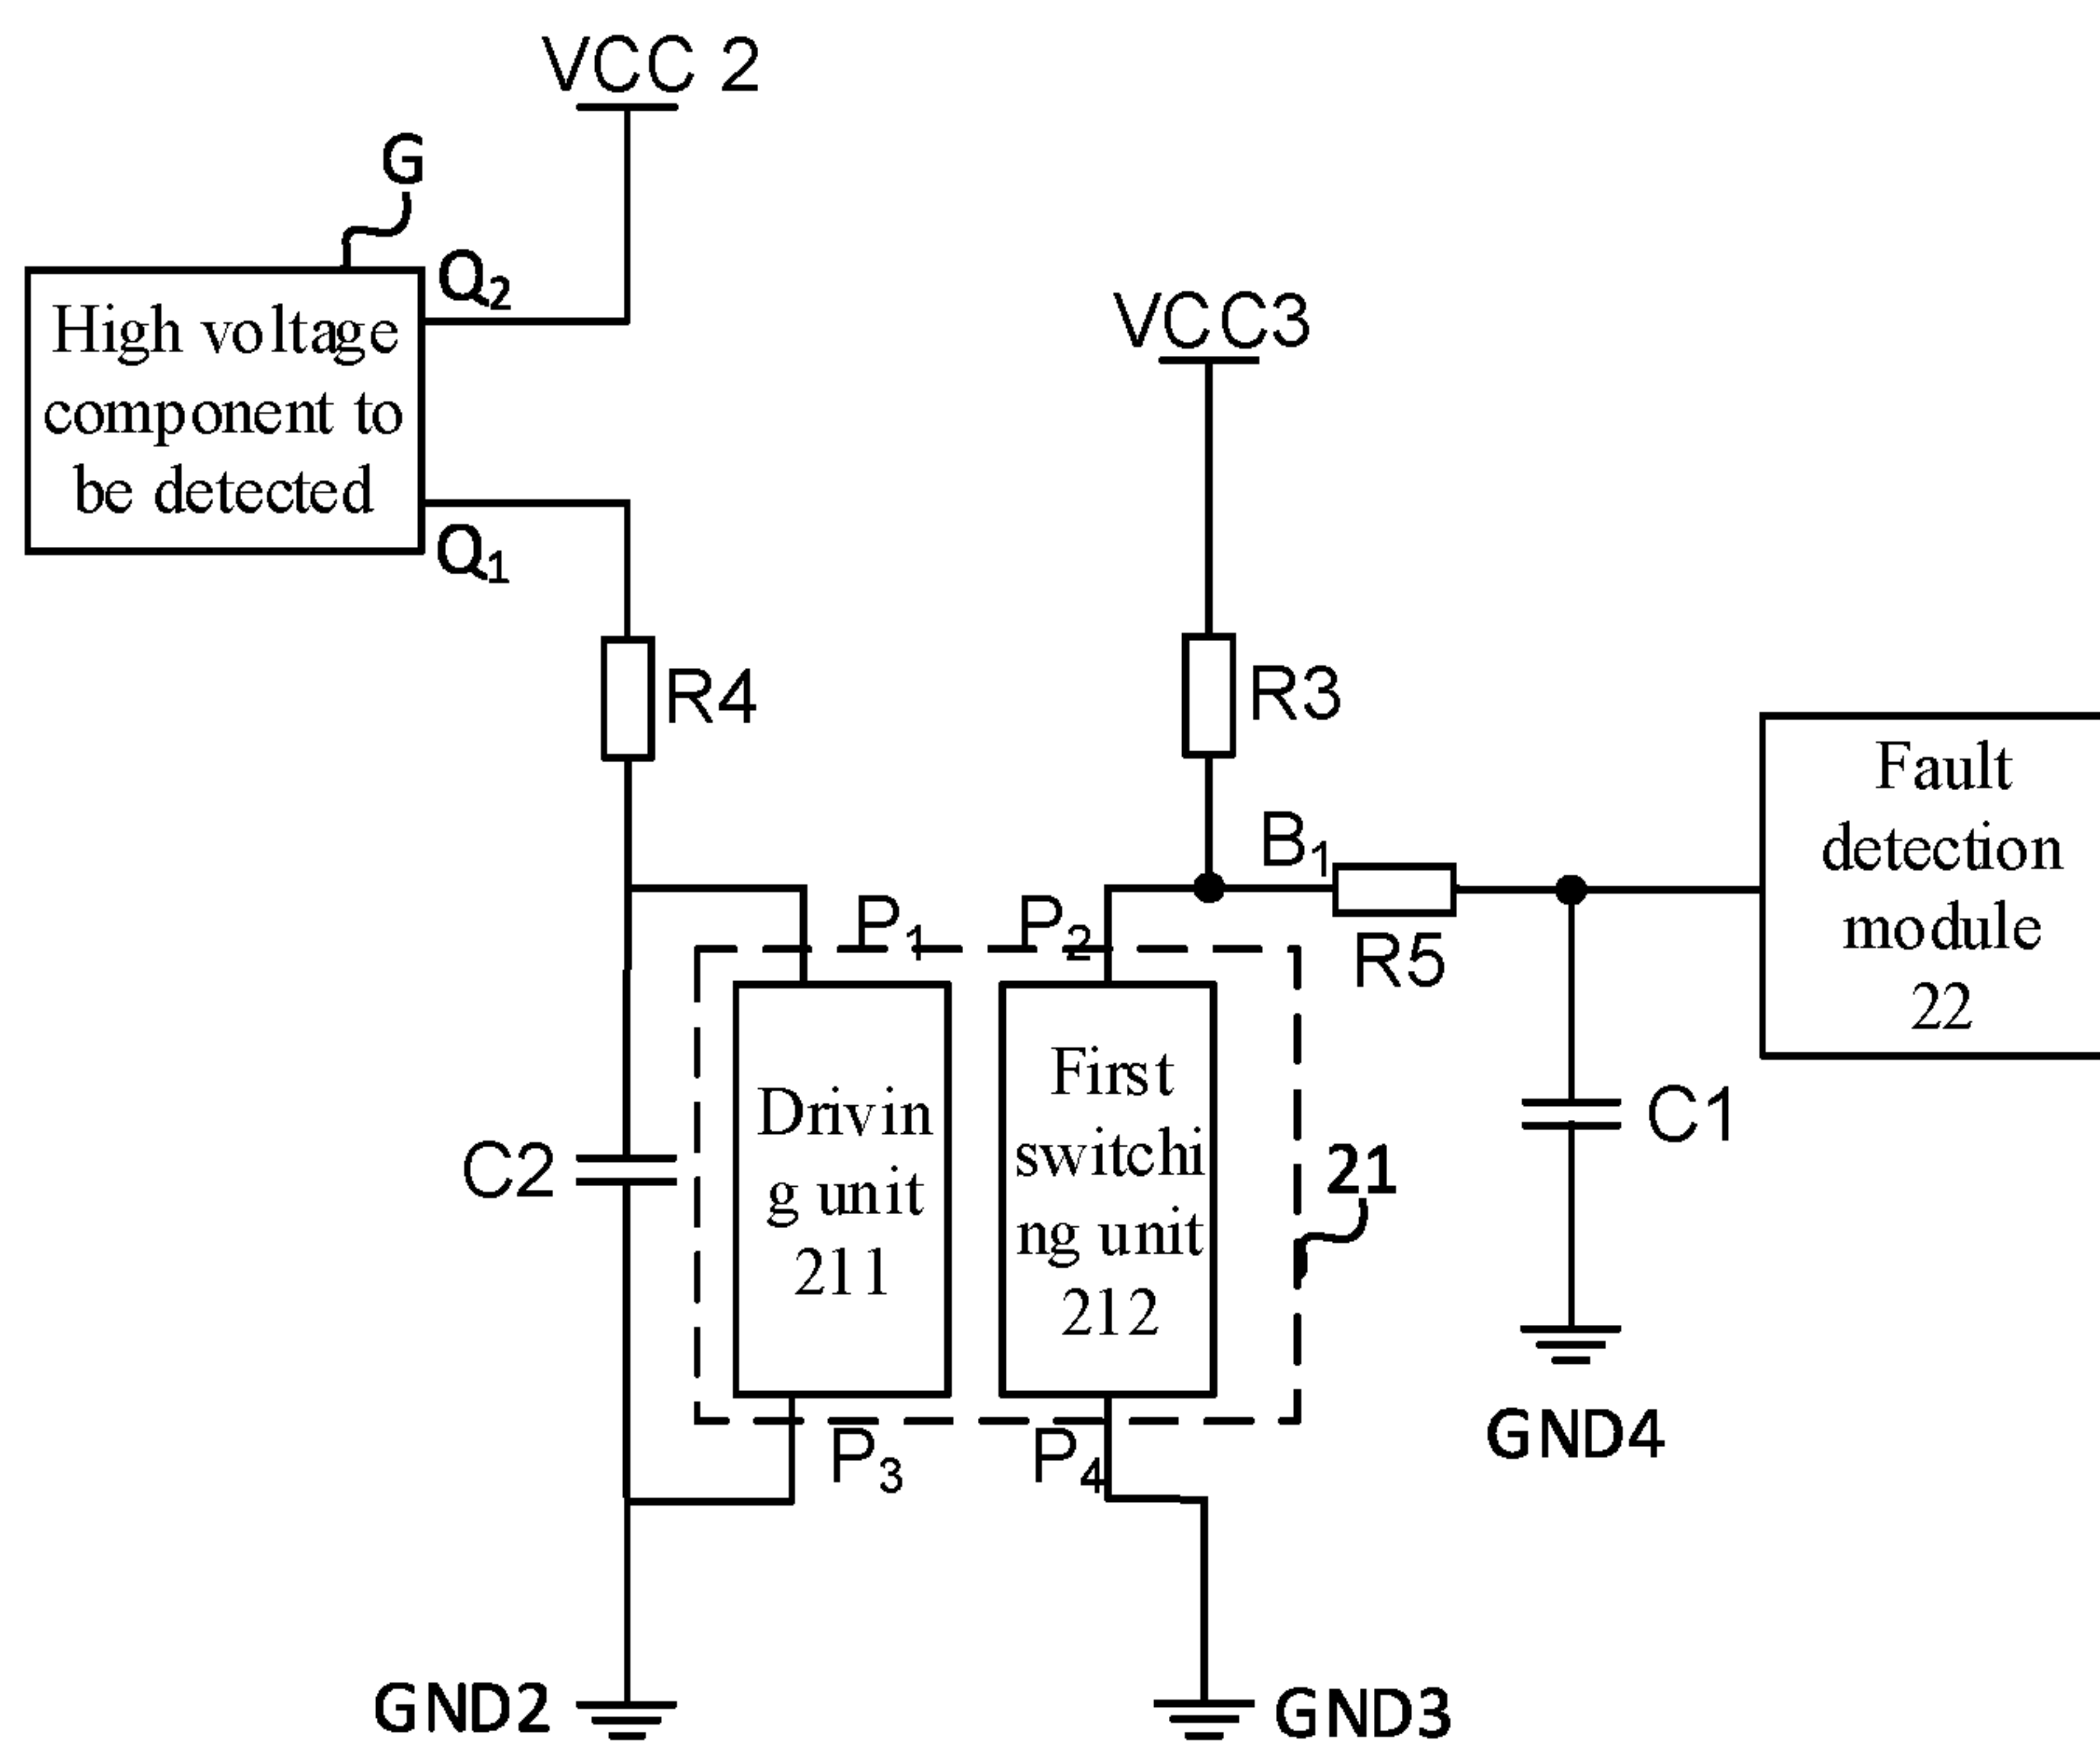 VCC 2
G
Q2
High voltage
component to
be detected
Q1
VCC3
R4
R3
B1
R5
Fault
detection
module
22
P1
P2
Drivin
g unit
211
First
switchi
ng unit
212
C2
C1
21
P3
P4
GND4
GND2
GND3